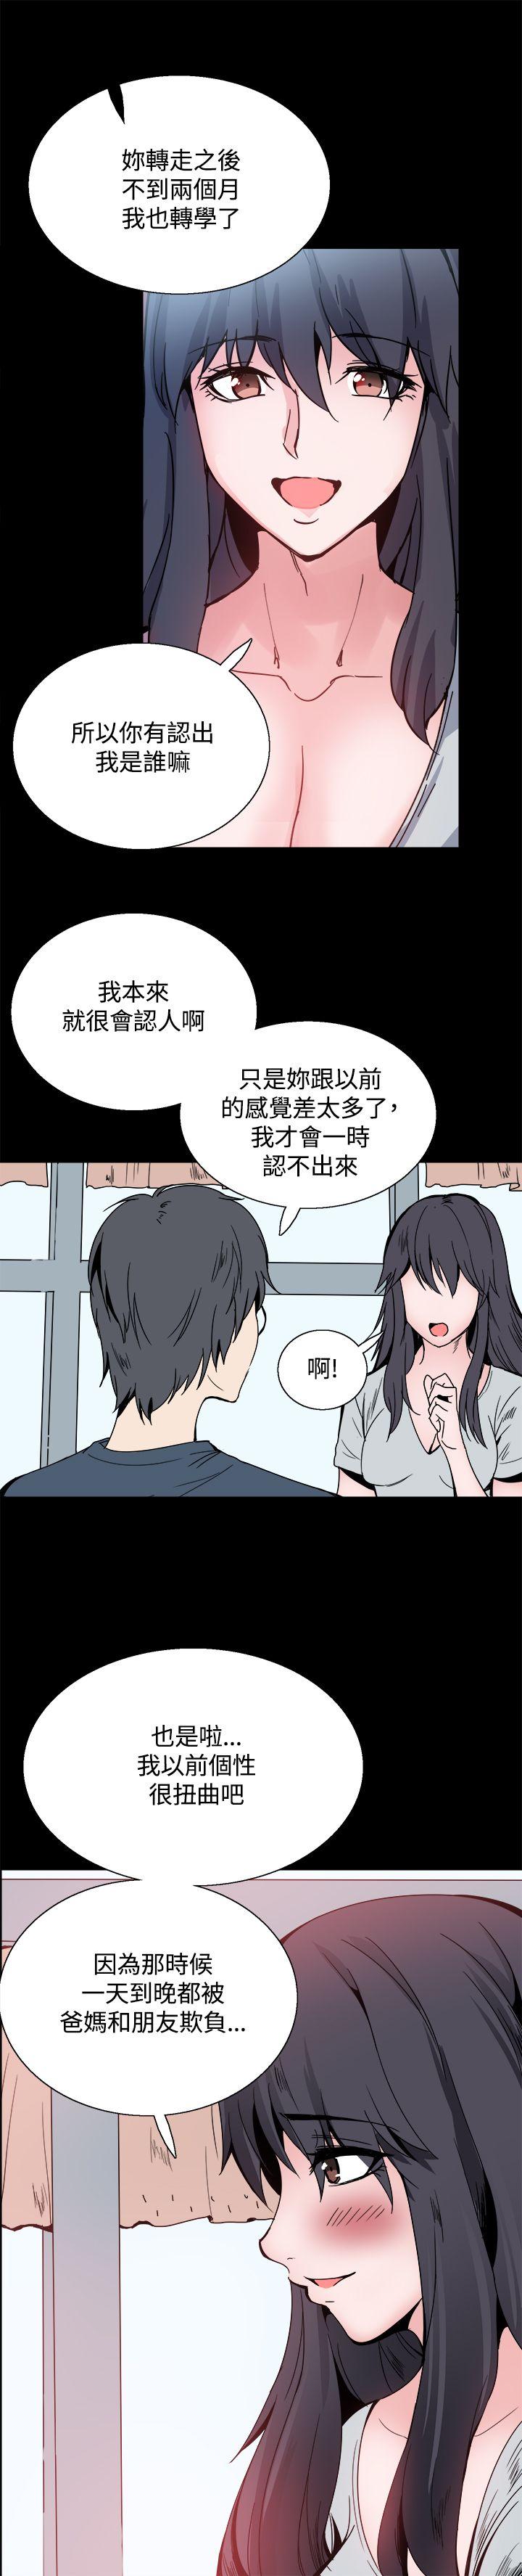 妳轉走之後
不到兩個月
我也轉學了
所以你有認出
我是誰嘛
我本來
就很會認人啊
只是妳跟以前
的感覺差太多了，
我才會一時
認不出來
啊!
也是啦...
我以前個性
很扭曲吧
因為那時候
一天到晚都被
爸媽和朋友欺負...